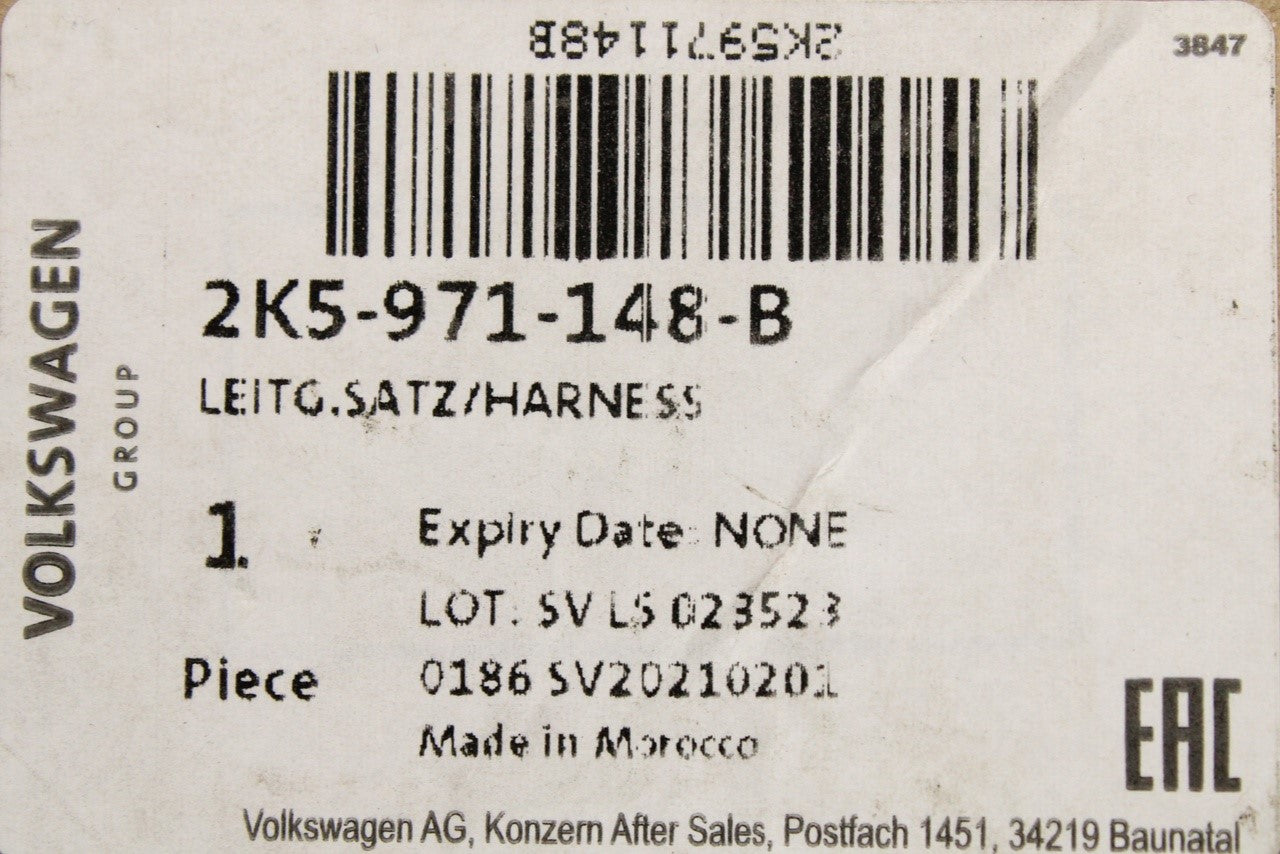 2K5971148B
3847
VOLKSWAGEN
GROUP
2K5-971-148-B
LEITG.SATZ/HARNESS
1
Expiry Date: NONE
LOT: SV LS 023523
Piece
0186 SV20210201
Made in Morocco
EAC
Volkswagen AG, Konzern After Sales, Postfach 1451, 34219 Baunatal